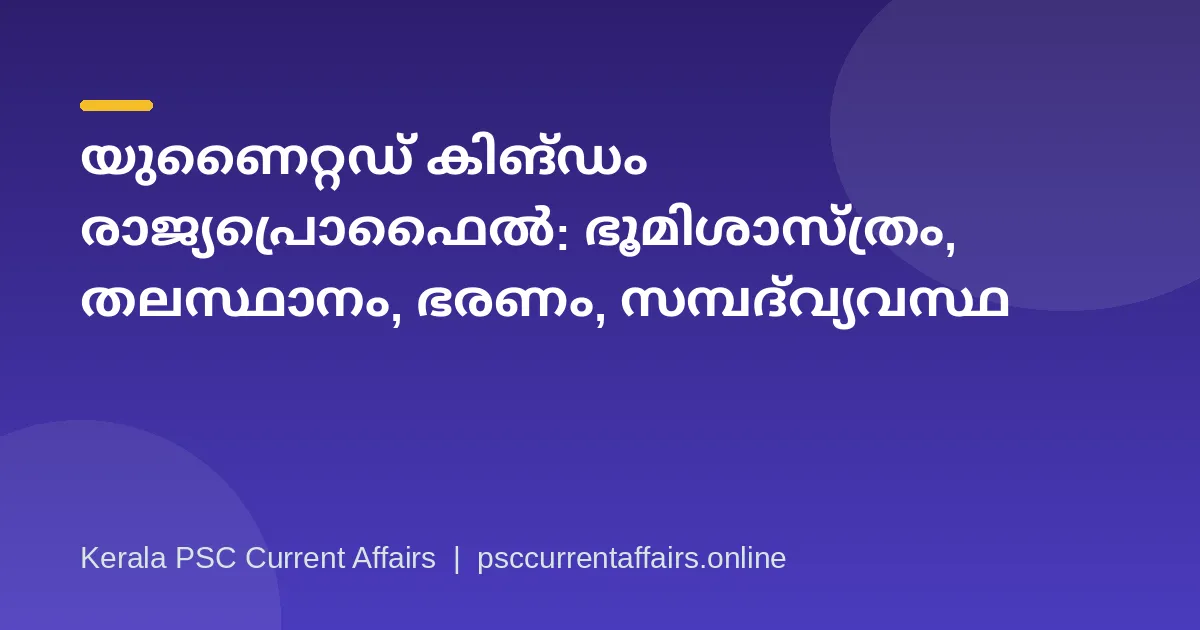 യുണൈറ്റഡ് കിങ്ഡം
രാജ്യപ്രൊഫൈൽ: ഭൂമിശാസ്ത്രം,
തലസ്ഥാനം, ഭരണം, സമ്പദ്‌വ്യവസ്ഥ
Kerala PSC Current Affairs | psccurrentaffairs.online